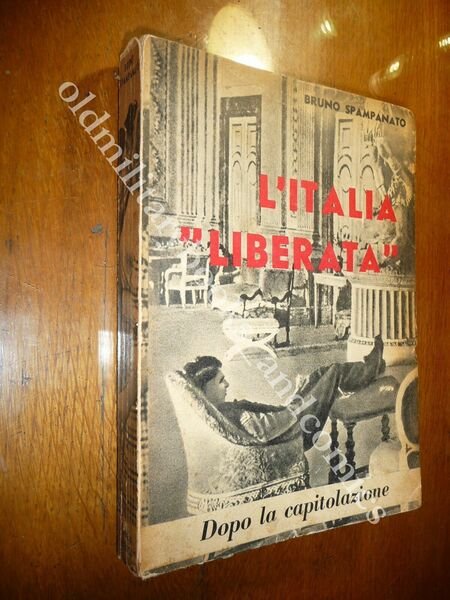 BRUNO SPAMPANATO
L'ITALIA
"LIBERATA"
Dopo la capitolazione